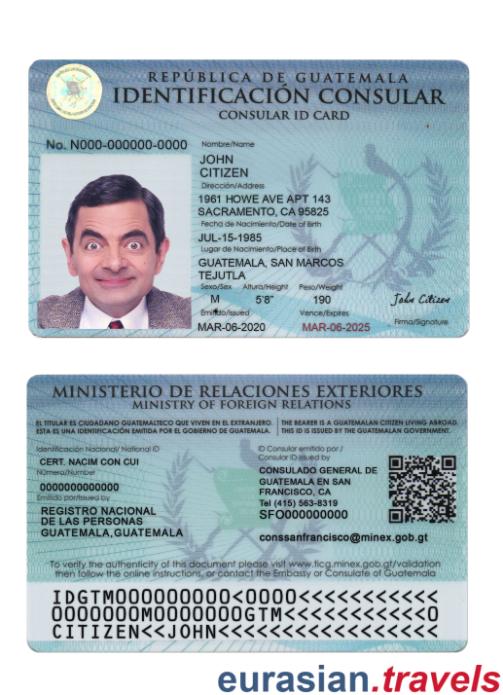 REPÚBLICA DE GUATEMALA
IDENTIFICACIÓN CONSULAR
CONSULAR ID CARD
No. N000-000000-0000
Nombre/Name
JOHN
CITIZEN
Dirección/Address
1961 HOWE AVE APT 143
SACRAMENTO, CA 95825
Fecha de Nacimiento/Date of Birth
JUL-15-1985
Lugar de Nacimiento/Place of Birth
GUATEMALA, SAN MARCOS
TEJUTLA
Sexo/Sex Altura/Height Peso/Weight
M 5'8" 190
Emitido/Issued Vence/Expires
MAR-06-2020 MAR-06-2025
John Citizen
Firma/Signature
MINISTERIO DE RELACIONES EXTERIORES
MINISTRY OF FOREIGN RELATIONS
EL TITULAR ES CIUDADANO GUATEMALTECO QUE VIVEN EN EL EXTRANJERO.
ESTA ES UNA IDENTIFICACIÓN EMITIDA POR EL GOBIERNO DE GUATEMALA.
THE BEARER IS A GUATEMALAN CITIZEN LIVING ABROAD.
THIS ID IS ISSUED BY THE GUATEMALAN GOVERNMENT.
Identificación Nacional/ National ID
CERT. NACIM CON CUI
Número/Number
0000000000000
Emitido por/Issued by
REGISTRO NACIONAL
DE LAS PERSONAS
GUATEMALA,GUATEMALA
ID Consular emitido por /
Consular ID issued by
CONSULADO GENERAL DE
GUATEMALA EN SAN
FRANCISCO, CA
Tel (415) 563-8319
SFO000000000
conssanfrancisco@minex.gob.gt
To verify the authenticity of this document please visit www.ticg.minex.gob.gt/validation
then follow the online instructions, or contact the Embassy or Consulate of Guatemala
IDGTM0000000000<0000<<<<<<<<<<<
0000000M0000000GTM<<<<<<<<<<<0
CITIZEN<<JOHN<<<<<<<<<<<<<<<<<
eurasian.travels